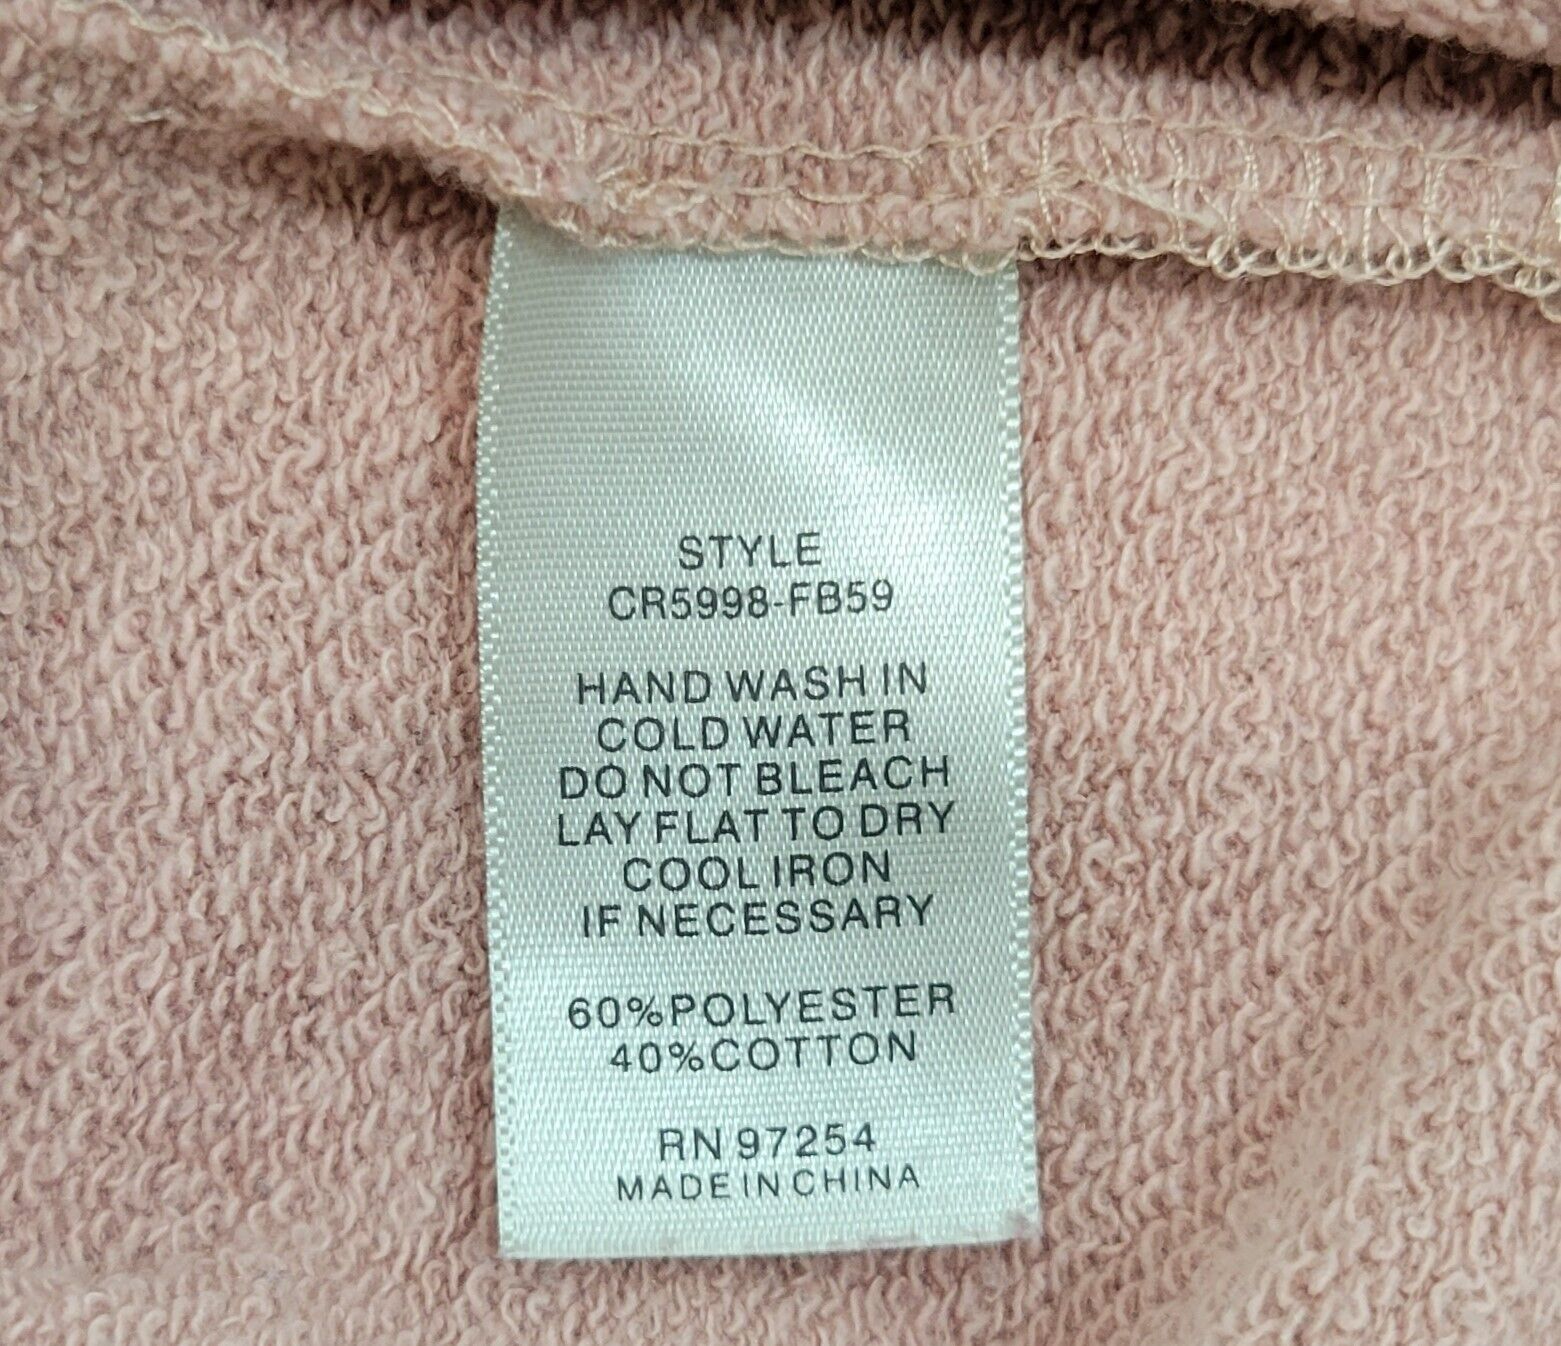 STYLE
CR5998-FB59
HAND WASH IN
COLD WATER
DO NOT BLEACH
LAY FLAT TO DRY
COOL IRON
IF NECESSARY
60% POLYESTER
40% COTTON
RN 97254
MADE IN CHINA